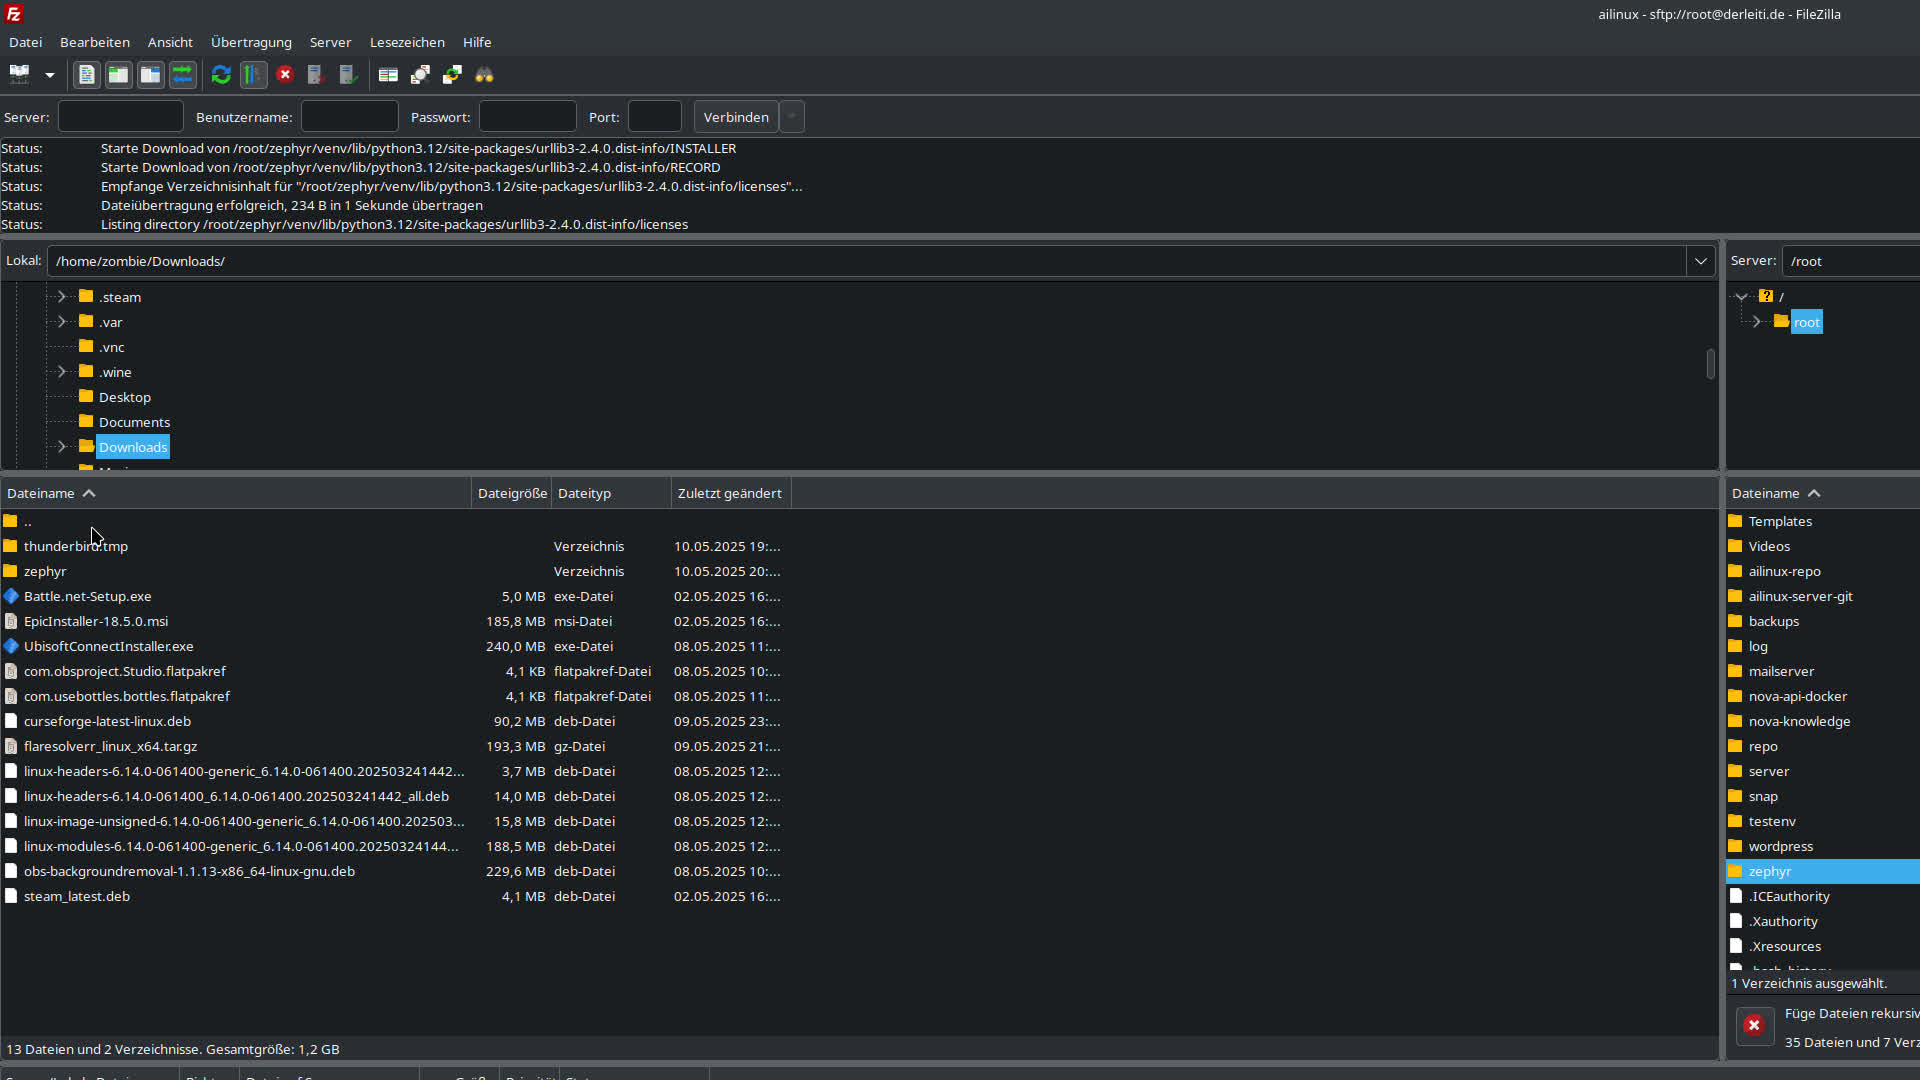 ailinux - sftp://root@derleiti.de - FileZilla
Datei Bearbeiten Ansicht Übertragung Server Lesezeichen Hilfe
Server: Benutzername: Passwort: Port: Verbinden
Status: Starte Download von /root/zephyr/venv/lib/python3.12/site-packages/urllib3-2.4.0.dist-info/INSTALLER
Status: Starte Download von /root/zephyr/venv/lib/python3.12/site-packages/urllib3-2.4.0.dist-info/RECORD
Status: Empfange Verzeichnisinhalt für "/root/zephyr/venv/lib/python3.12/site-packages/urllib3-2.4.0.dist-info/licenses"...
Status: Dateiübertragung erfolgreich, 234 B in 1 Sekunde übertragen
Status: Listing directory /root/zephyr/venv/lib/python3.12/site-packages/urllib3-2.4.0.dist-info/licenses
Lokal: /home/zombie/Downloads/
.steam
.var
.vnc
.wine
Desktop
Documents
Downloads
Server: /root
/
root
Dateiname Dateigröße Dateityp Zuletzt geändert
..
thunderbird.tmp Verzeichnis 10.05.2025 19:...
zephyr Verzeichnis 10.05.2025 20:...
Battle.net-Setup.exe 5,0 MB exe-Datei 02.05.2025 16:...
EpicInstaller-18.5.0.msi 185,8 MB msi-Datei 02.05.2025 16:...
UbisoftConnectInstaller.exe 240,0 MB exe-Datei 08.05.2025 11:...
com.obsproject.Studio.flatpakref 4,1 KB flatpakref-Datei 08.05.2025 10:...
com.usebottles.bottles.flatpakref 4,1 KB flatpakref-Datei 08.05.2025 11:...
curseforge-latest-linux.deb 90,2 MB deb-Datei 09.05.2025 23:...
flaresolverr_linux_x64.tar.gz 193,3 MB gz-Datei 09.05.2025 21:...
linux-headers-6.14.0-061400-generic_6.14.0-061400.202503241442... 3,7 MB deb-Datei 08.05.2025 12:...
linux-headers-6.14.0-061400_6.14.0-061400.202503241442_all.deb 14,0 MB deb-Datei 08.05.2025 12:...
linux-image-unsigned-6.14.0-061400-generic_6.14.0-061400.202503... 15,8 MB deb-Datei 08.05.2025 12:...
linux-modules-6.14.0-061400-generic_6.14.0-061400.20250324144... 188,5 MB deb-Datei 08.05.2025 12:...
obs-backgroundremoval-1.1.13-x86_64-linux-gnu.deb 229,6 MB deb-Datei 08.05.2025 10:...
steam_latest.deb 4,1 MB deb-Datei 02.05.2025 16:...
13 Dateien und 2 Verzeichnisse. Gesamtgröße: 1,2 GB
Dateiname
Templates
Videos
ailinux-repo
ailinux-server-git
backups
log
mailserver
nova-api-docker
nova-knowledge
repo
server
snap
testenv
wordpress
zephyr
.ICEauthority
.Xauthority
.Xresources
1 Verzeichnis ausgewählt.
Füge Dateien rekursiv
35 Dateien und 7 Verz